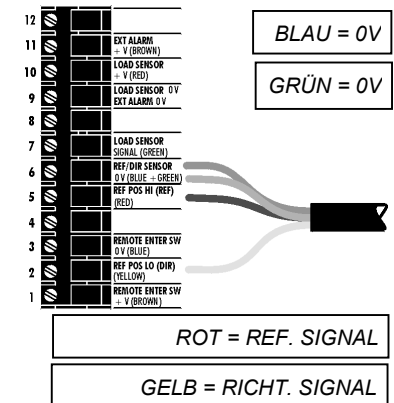 12
11 EXT ALARM
+ V (BROWN)
10 LOAD SENSOR
+ V (RED)
9 LOAD SENSOR 0 V
EXT ALARM 0 V
8
7 LOAD SENSOR
SIGNAL (GREEN)
6 REF/DIR SENSOR
0 V (BLUE + GREEN)
5 REF POS HI (REF)
(RED)
4
3 REMOTE ENTER SW
0 V (BLUE)
2 REF POS LO (DIR)
(YELLOW)
1 REMOTE ENTER SW
+ V (BROWN)
BLAU = 0V
GRÜN = 0V
ROT = REF. SIGNAL
GELB = RICHT. SIGNAL